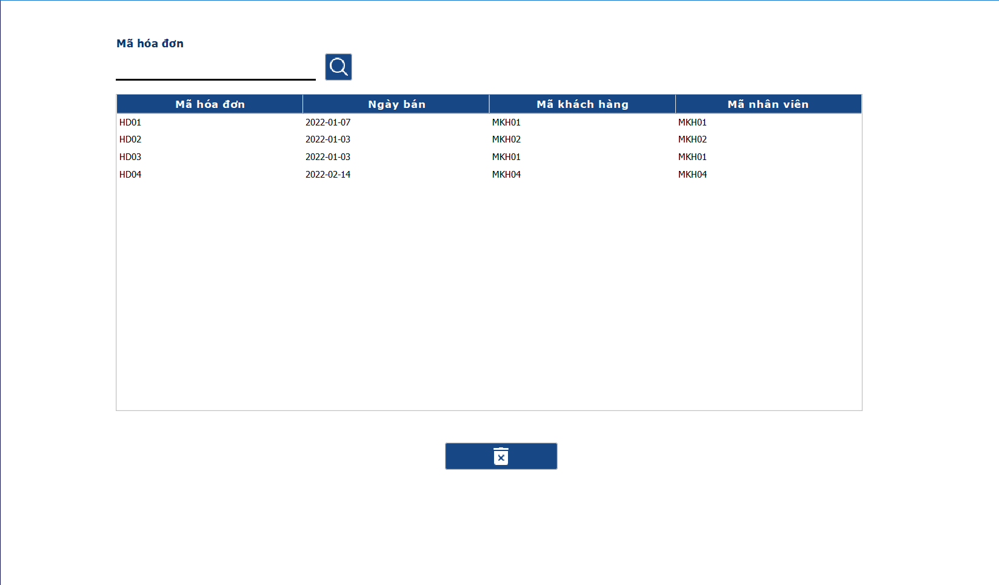 Mã hóa đơn
Mã hóa đơn Ngày bán Mã khách hàng Mã nhân viên
HD01 2022-01-07 MKH01 MKH01
HD02 2022-01-03 MKH02 MKH02
HD03 2022-01-03 MKH01 MKH01
HD04 2022-02-14 MKH04 MKH04